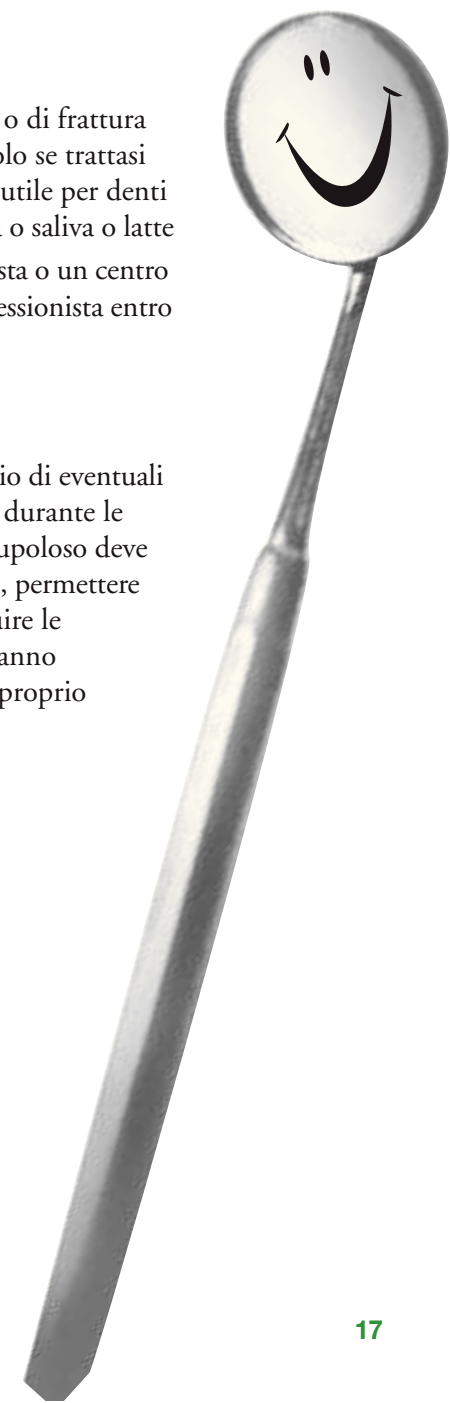 o di frattura
olo se trattasi
utile per denti
o saliva o latte
sta o un centro
essionista entro
io di eventuali
durante le
upoloso deve
, permettere
ire le
anno
proprio
17